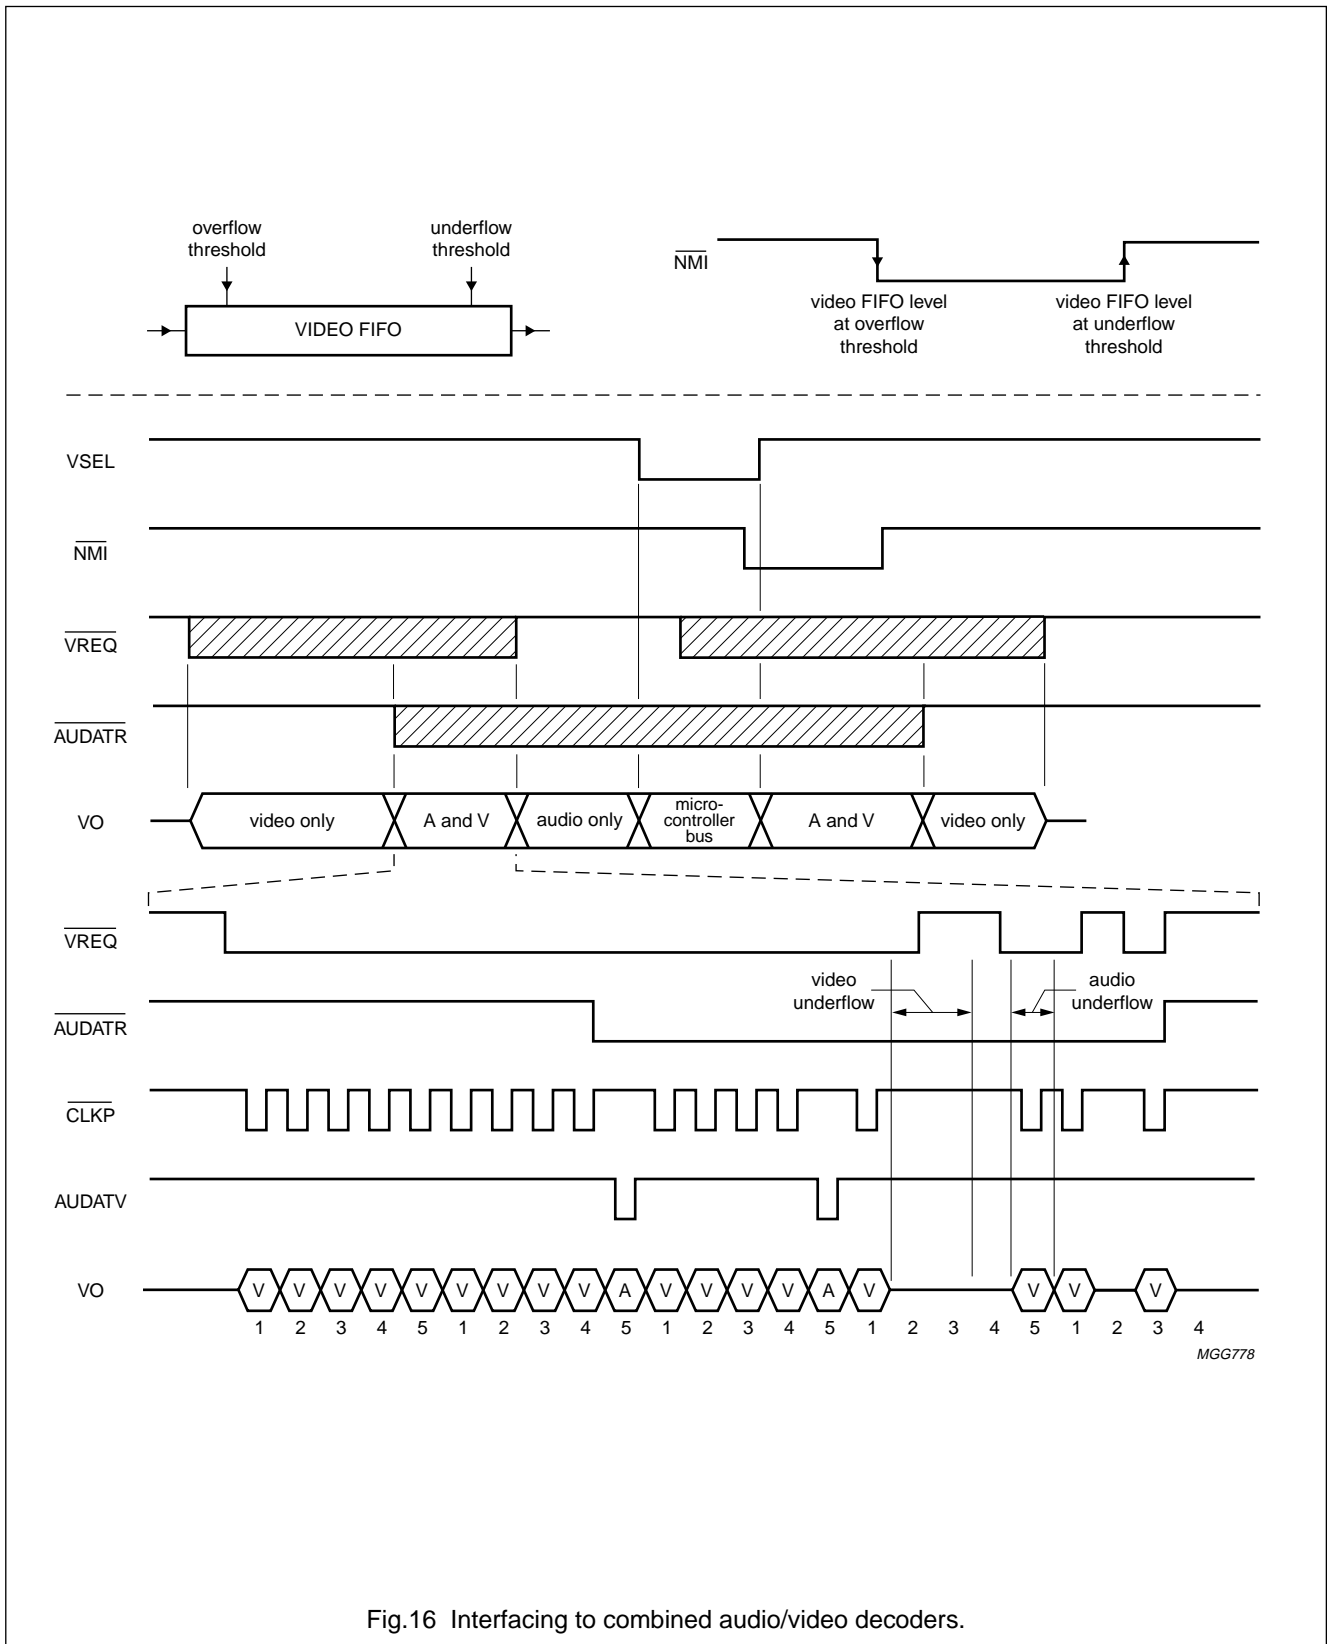 overflow
threshold
underflow
threshold
VIDEO FIFO
NMI
video FIFO level
at overflow
threshold
video FIFO level
at underflow
threshold
VSEL
NMI
VREQ
AUDATR
VO
video only
A and V
audio only
micro-
controller
bus
A and V
video only
VREQ
video
underflow
audio
underflow
AUDATR
CLKP
AUDATV
VO
V V V V V V V V V A V V V V A V V V V
1 2 3 4 5 1 2 3 4 5 1 2 3 4 5 1 2 3 4 5 1 2 3 4
MGG778
Fig.16 Interfacing to combined audio/video decoders.